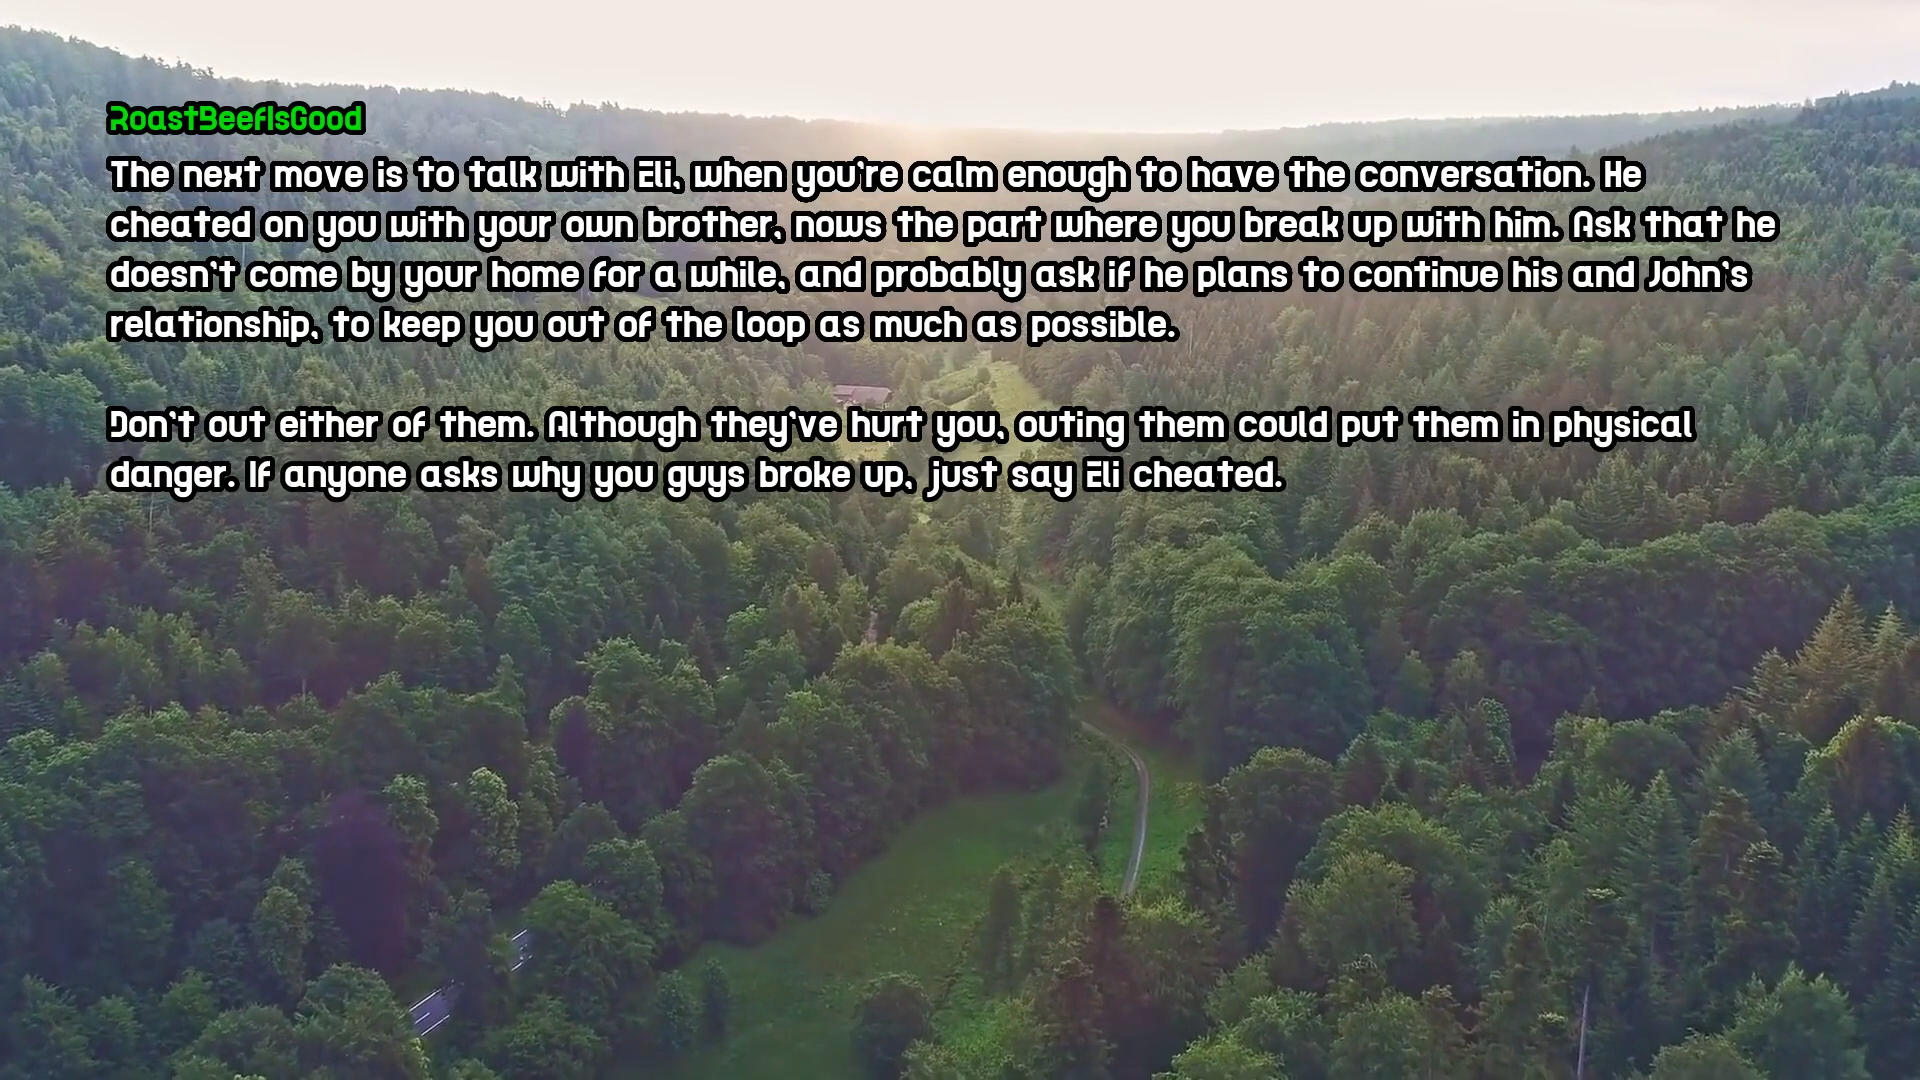 RoastBeefIsGood
The next move is to talk with Eli, when you're calm enough to have the conversation. He
cheated on you with your own brother, nows the part where you break up with him. Ask that he
doesn't come by your home for a while, and probably ask if he plans to continue his and John's
relationship, to keep you out of the loop as much as possible.
Don't out either of them. Although they've hurt you, outing them could put them in physical
danger. If anyone asks why you guys broke up, just say Eli cheated.